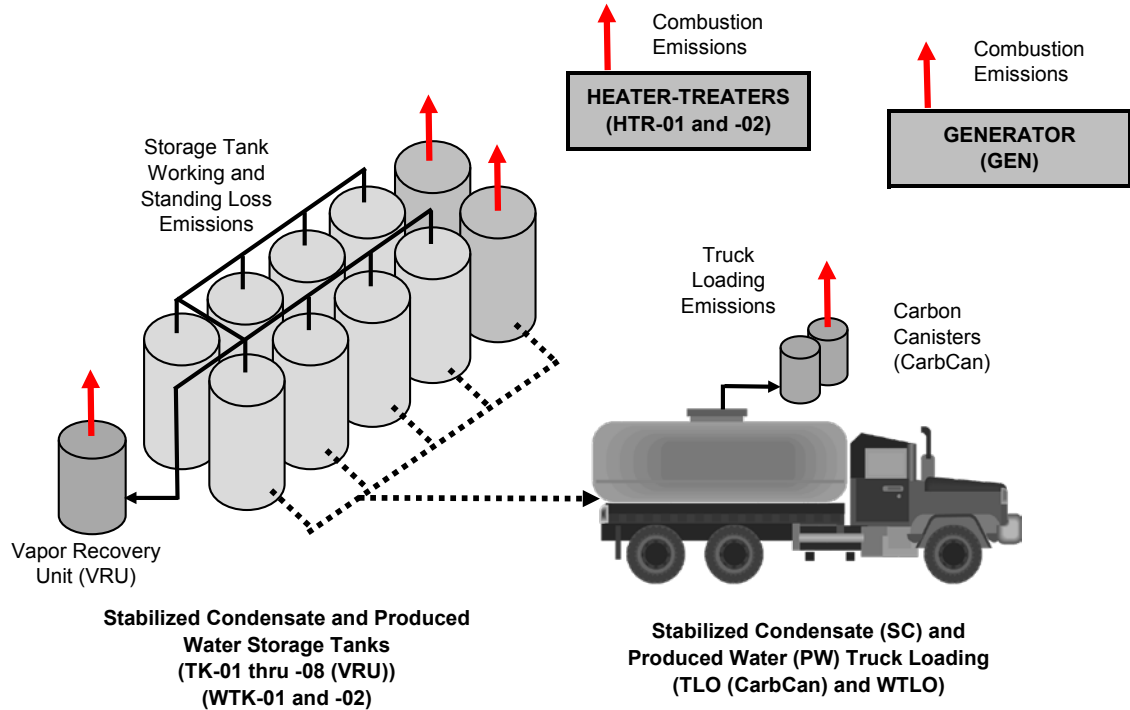 Combustion
Emissions
Combustion
Emissions
HEATER-TREATERS
(HTR-01 and -02)
GENERATOR
(GEN)
Storage Tank
Working and
Standing Loss
Emissions
Truck
Loading
Emissions
Carbon
Canisters
(CarbCan)
Vapor Recovery
Unit (VRU)
Stabilized Condensate and Produced
Water Storage Tanks
(TK-01 thru -08 (VRU))
(WTK-01 and -02)
Stabilized Condensate (SC) and
Produced Water (PW) Truck Loading
(TLO (CarbCan) and WTLO)